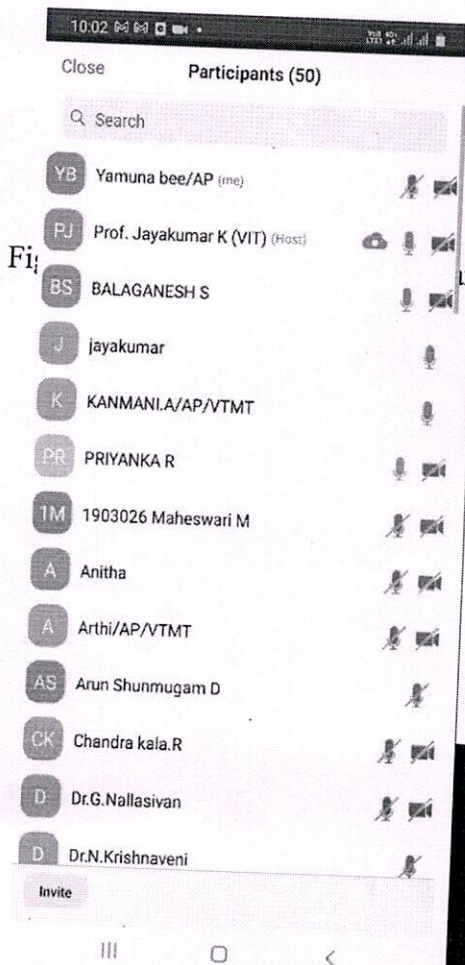 10:02
Close Participants (50)
Search
YB Yamuna bee/AP (me)
PJ Prof. Jayakumar K (VIT) (Host)
Fig
BS BALAGANESH S
J jayakumar
K KANMANI.A/AP/VTMT
PR PRIYANKA R
1M 1903026 Maheswari M
A Anitha
A Arthi/AP/VTMT
AS Arun Shunmugam D
CK Chandra kala.R
D Dr.G.Nallasivan
D Dr.N.Krishnaveni
Invite